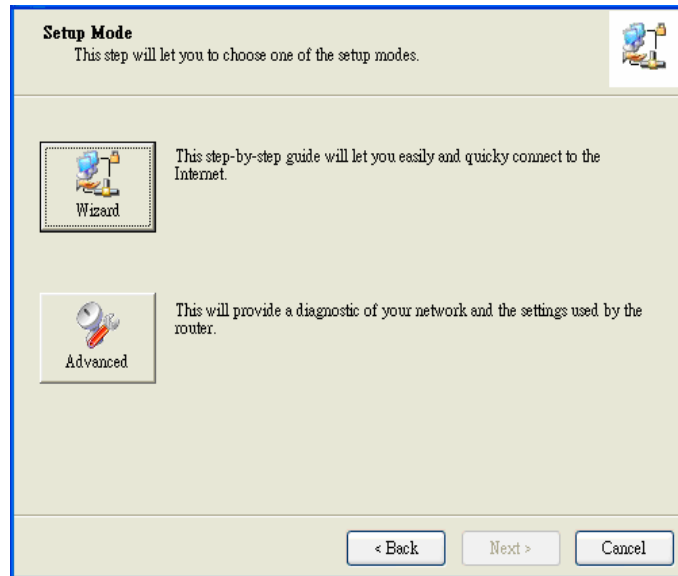 Setup Mode
This step will let you to choose one of the setup modes.
This step-by-step guide will let you easily and quicky connect to the
Internet.
Wizard
This will provide a diagnostic of your network and the settings used by the
router.
Advanced
< Back
Next >
Cancel